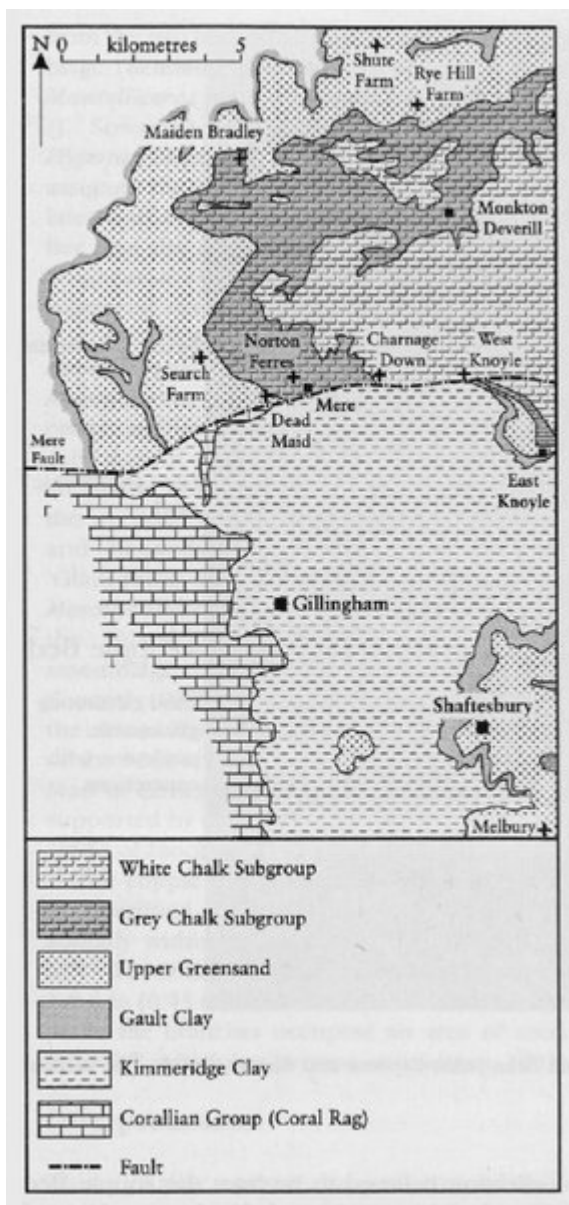 N 0 kilometres 5
Shute
Farm
Rye Hill
Farm
Maiden Bradley
Monkton
Deverill
Norton
Ferres
Charnage
Down
West
Knoyle
Search
Farm
Mere
Dead
Maid
Mere
Fault
East
Knoyle
Gillingham
Shaftesbury
Melbury
White Chalk Subgroup
Grey Chalk Subgroup
Upper Greensand
Gault Clay
Kimmeridge Clay
Corallian Group (Coral Rag)
Fault